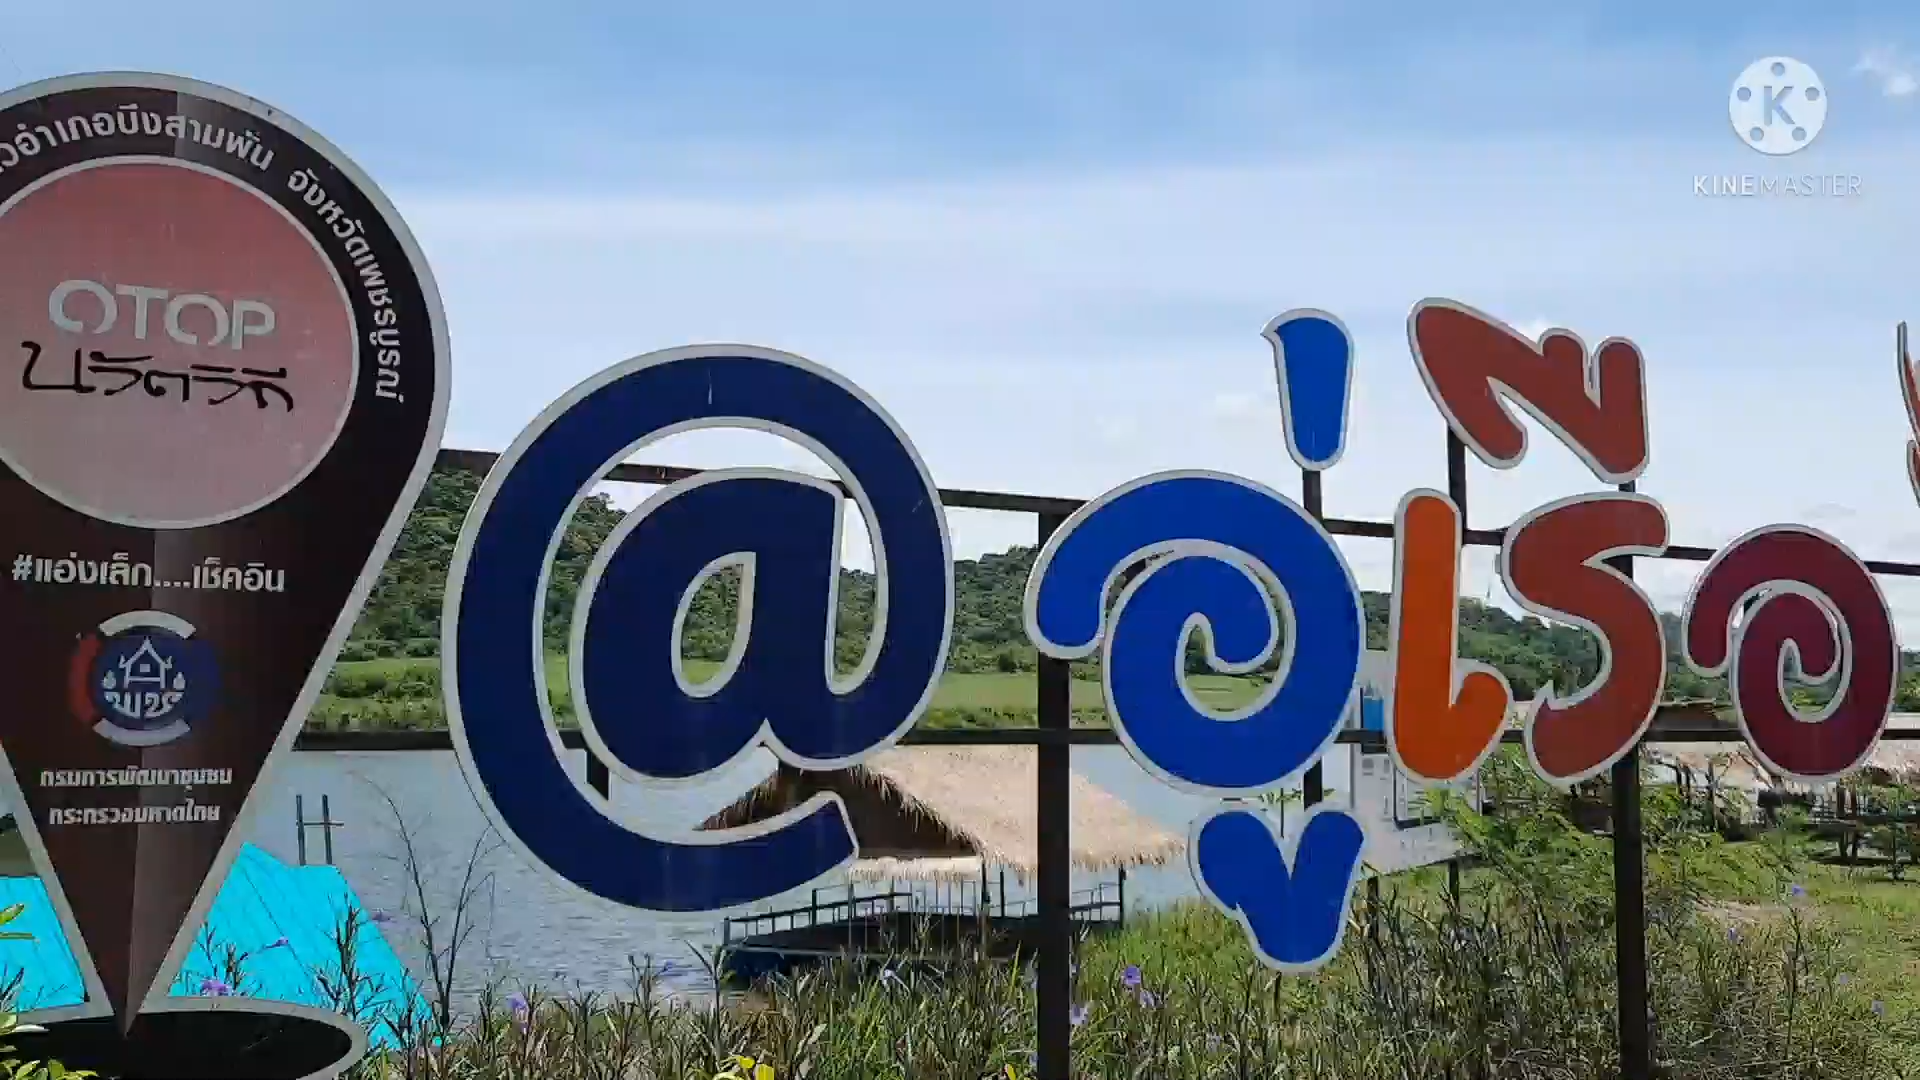 อำเภอบึงสามพัน จังหวัดเพชรบูรณ์
OTOP
นวัตวิถี
#แอ่งเล็ก....เช็คอิน
กรมการพัฒนาชุมชน
กระทรวงมหาดไทย
@อู่เรือ
KINEMASTER